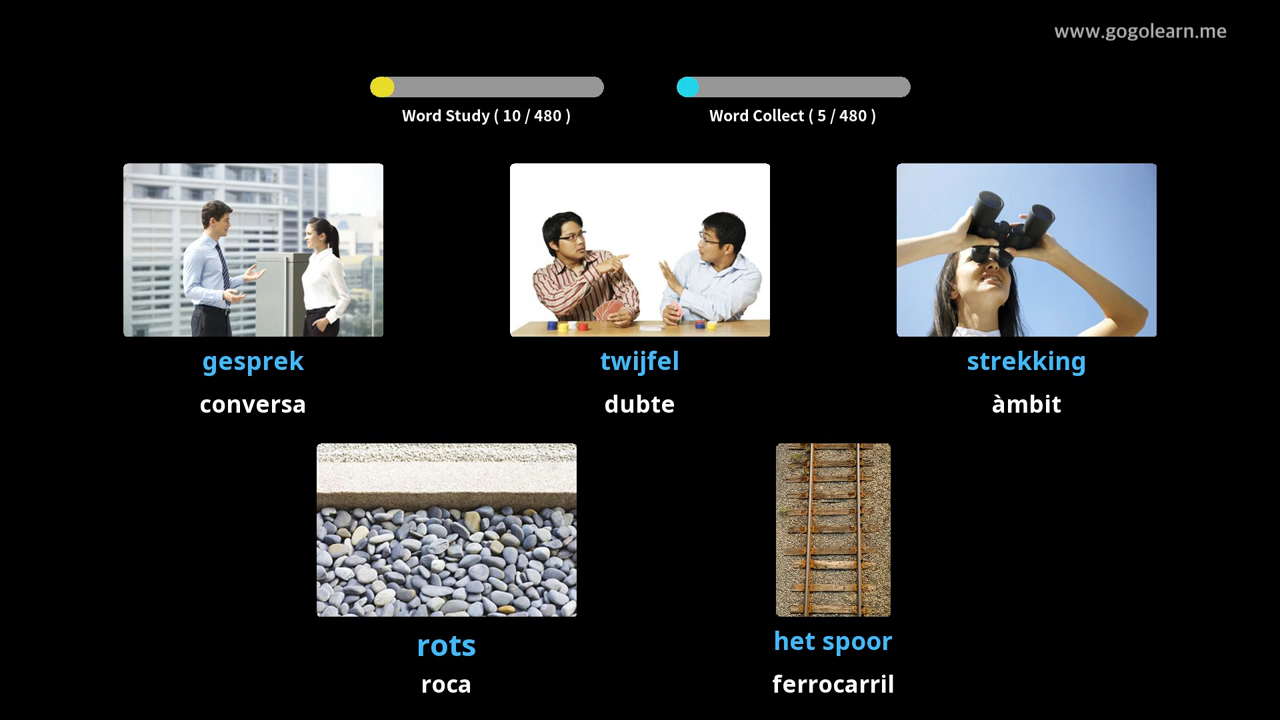 www.gogolearn.me
Word Study ( 10 / 480 )
Word Collect ( 5 / 480 )
gesprek
conversa
twijfel
dubte
strekking
àmbit
rots
roca
het spoor
ferrocarril